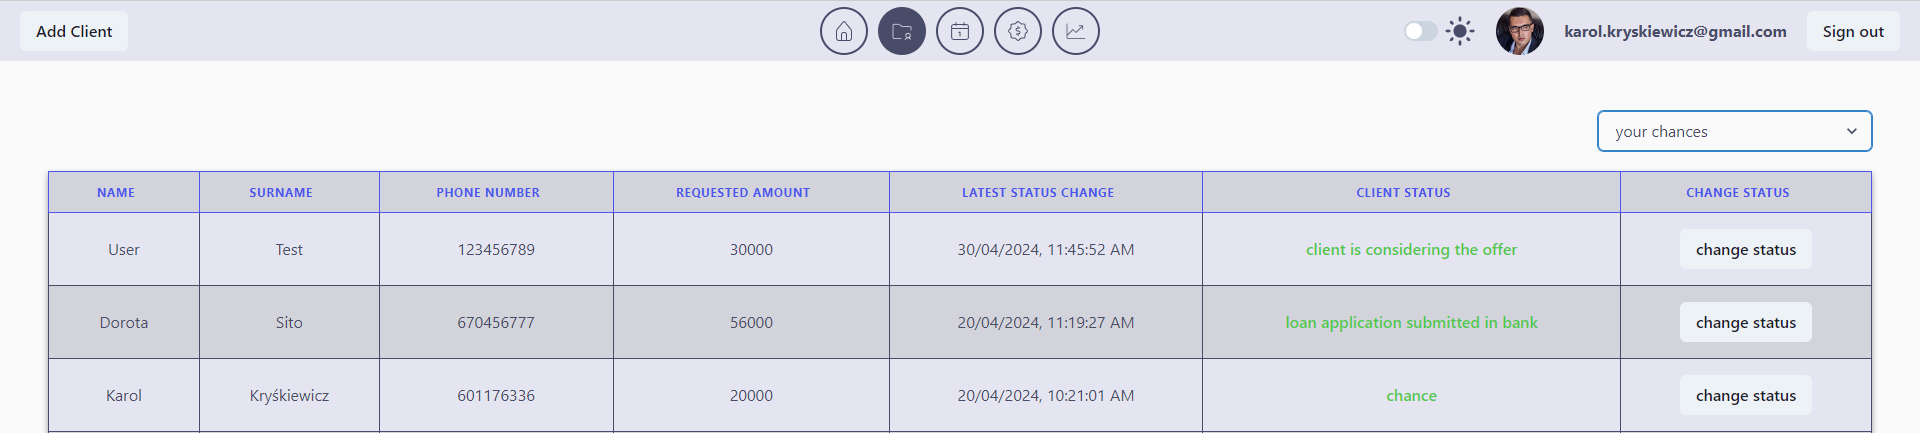 Add Client
1
$
karol.kryskiewicz@gmail.com
Sign out
your chances
NAME SURNAME PHONE NUMBER REQUESTED AMOUNT LATEST STATUS CHANGE CLIENT STATUS CHANGE STATUS
User Test 123456789 30000 30/04/2024, 11:45:52 AM client is considering the offer change status
Dorota Sito 670456777 56000 20/04/2024, 11:19:27 AM loan application submitted in bank change status
Karol Kryśkiewicz 601176336 20000 20/04/2024, 10:21:01 AM chance change status